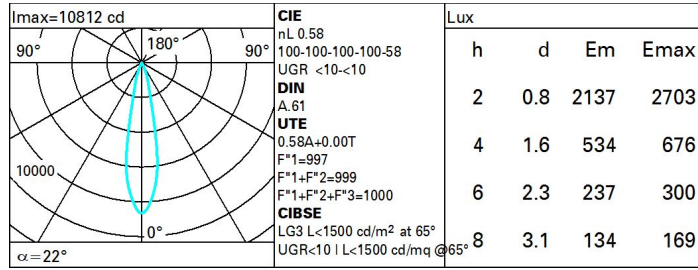 Imax=10812 cd
90° 180° 90°
10000
0°
α=22°
CIE
nL 0.58
100-100-100-100-58
UGR <10-<10
DIN
A.61
UTE
0.58A+0.00T
F"1=997
F"1+F"2=999
F"1+F"2+F"3=1000
CIBSE
LG3 L<1500 cd/m² at 65°
UGR<10 | L<1500 cd/mq @65°
Lux
h d Em Emax
2 0.8 2137 2703
4 1.6 534 676
6 2.3 237 300
8 3.1 134 169